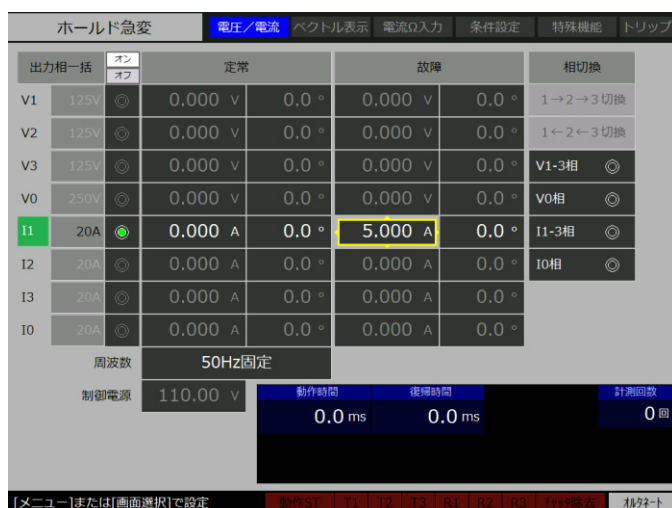 ホールド急変 電圧／電流 ベクトル表示 電流Ω入力 条件設定 特殊機能 トリップ
出力相一括 オン オフ 定常 故障 相切換
V1 125V 0.000 V 0.0 ° 0.000 V 0.0 ° 1→2→3切換
V2 125V 0.000 V 0.0 ° 0.000 V 0.0 ° 1←2←3切換
V3 125V 0.000 V 0.0 ° 0.000 V 0.0 ° V1-3相
V0 250V 0.000 V 0.0 ° 0.000 V 0.0 ° V0相
I1 20A 0.000 A 0.0 ° 5.000 A 0.0 ° I1-3相
I2 20A 0.000 A 0.0 ° 0.000 A 0.0 ° I0相
I3 20A 0.000 A 0.0 ° 0.000 A 0.0 °
I0 20A 0.000 A 0.0 ° 0.000 A 0.0 °
周波数 50Hz固定
制御電源 110.00 V 動作時間 復帰時間 計測回数
0.0 ms 0.0 ms 0 回
[メニュー]または[画面選択]で設定 動作ST T1 T2 T3 R1 R2 R3 ﾁｬﾀ除去 ｵﾙﾀﾈｰﾄ